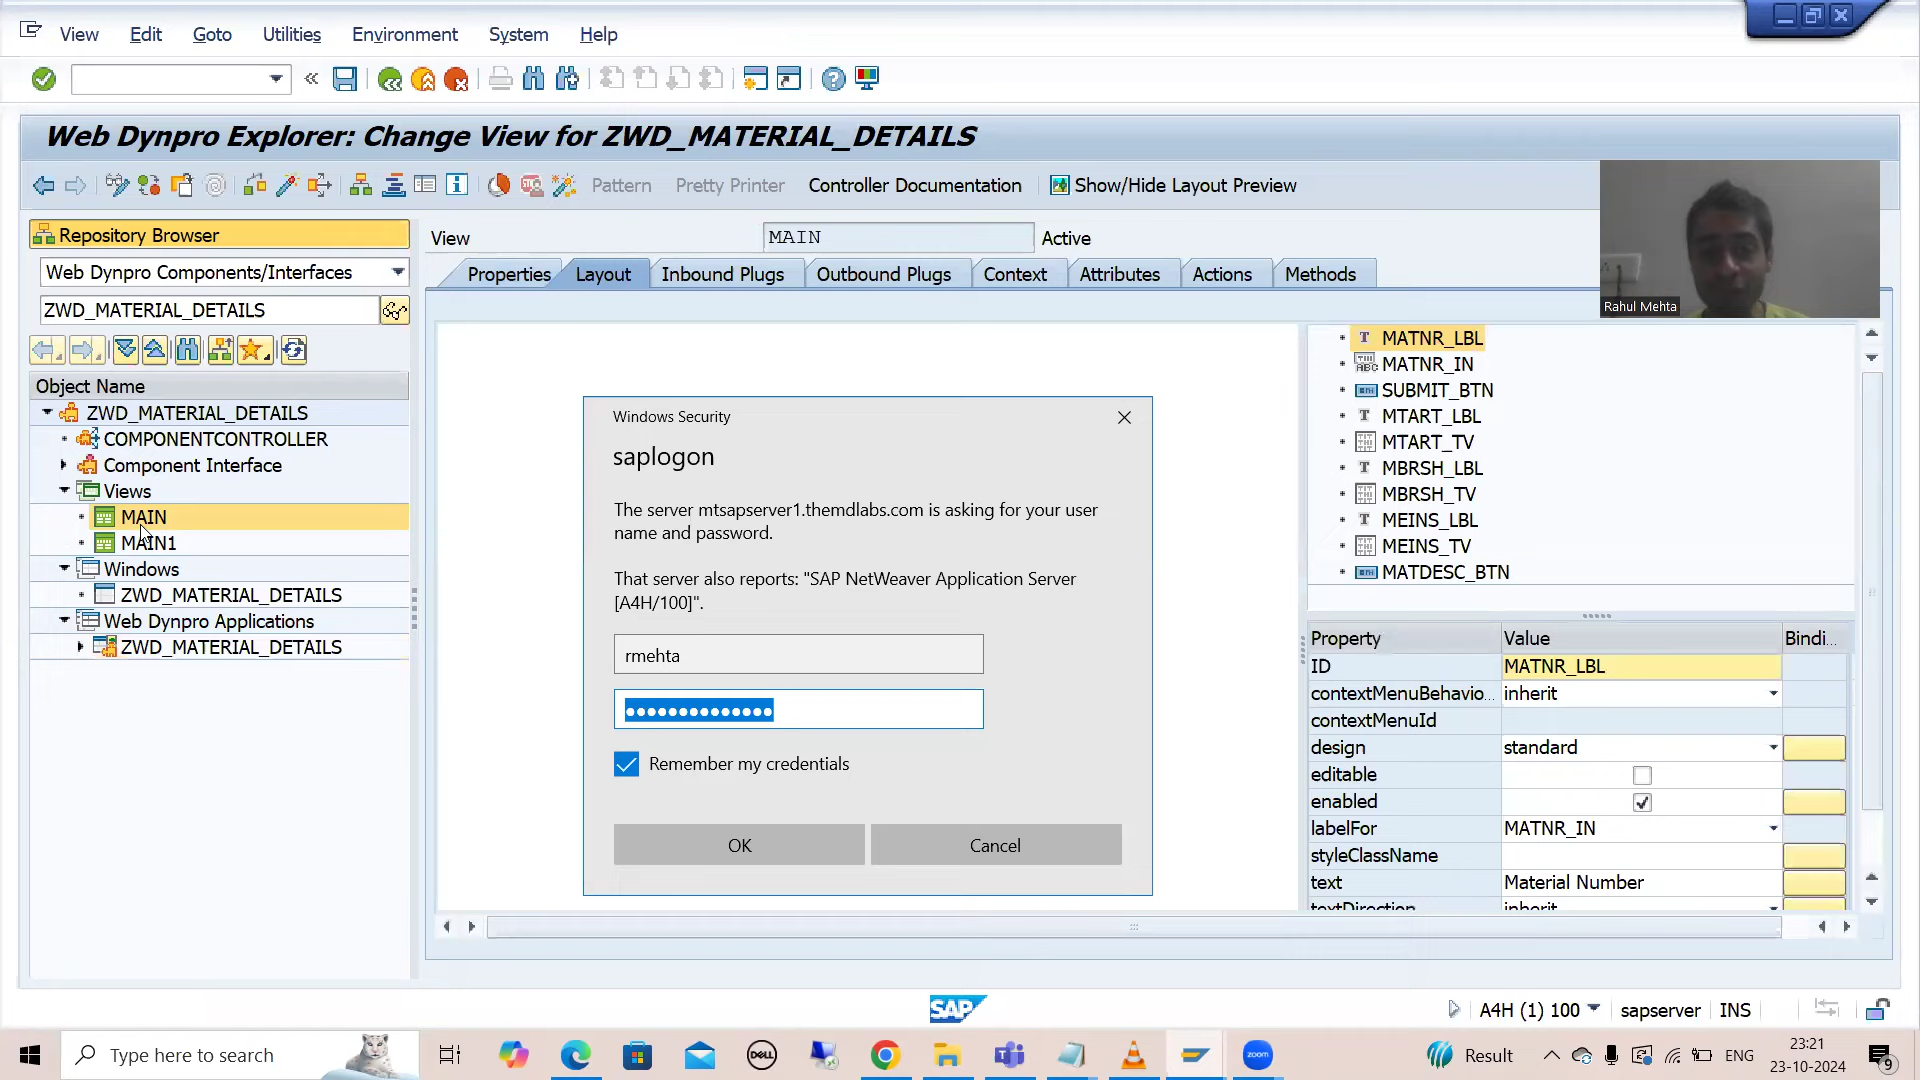 View Edit Goto Utilities Environment System Help
Web Dynpro Explorer: Change View for ZWD_MATERIAL_DETAILS
Pattern Pretty Printer Controller Documentation Show/Hide Layout Preview
Rahul Mehta
Repository Browser
Web Dynpro Components/Interfaces
ZWD_MATERIAL_DETAILS
Object Name
ZWD_MATERIAL_DETAILS
COMPONENTCONTROLLER
Component Interface
Views
MAIN
MAIN1
Windows
ZWD_MATERIAL_DETAILS
Web Dynpro Applications
ZWD_MATERIAL_DETAILS
View MAIN Active
Properties Layout Inbound Plugs Outbound Plugs Context Attributes Actions Methods
Windows Security
saplogon
The server mtsapserver1.themdlabs.com is asking for your user
name and password.
That server also reports: "SAP NetWeaver Application Server
[A4H/100]".
rmehta
Remember my credentials
OK Cancel
MATNR_LBL
MATNR_IN
SUBMIT_BTN
MTART_LBL
MTART_TV
MBRSH_LBL
MBRSH_TV
MEINS_LBL
MEINS_TV
MATDESC_BTN
Property Value Bindi...
ID MATNR_LBL
contextMenuBehavio... inherit
contextMenuId
design standard
editable
enabled
labelFor MATNR_IN
styleClassName
text Material Number
textDirection inherit
SAP
A4H (1) 100 sapserver INS
Type here to search
DELL
zoom
Result
ENG
23:21
23-10-2024
9